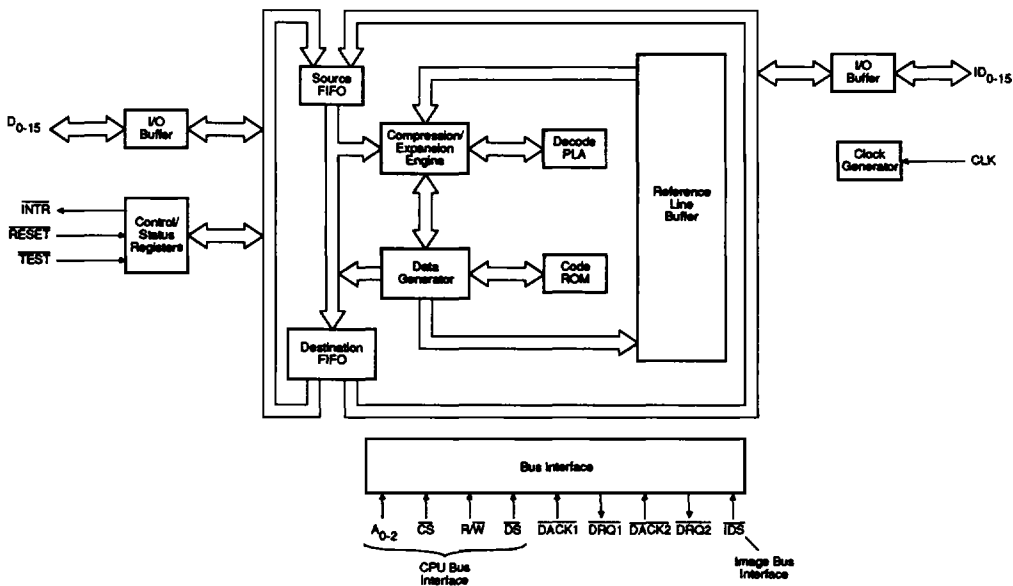 Source
FIFO
I/O
Buffer
ID0-15
D0-15
I/O
Buffer
Compression/
Expansion
Engine
Decode
PLA
Clock
Generator
CLK
Reference
Line
Buffer
INTR
RESET
TEST
Control/
Status
Registers
Data
Generator
Code
ROM
Destination
FIFO
Bus Interface
A0-2
CS
R/W
DS
DACK1
DRQ1
DACK2
DRQ2
IDS
CPU Bus
Interface
Image Bus
Interface